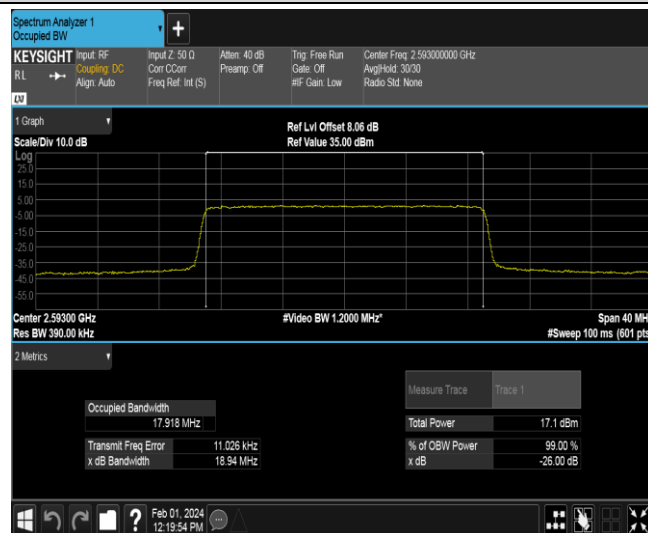 Spectrum Analyzer 1
Occupied BW
+
KEYSIGHT
RL
LXI
Input: RF
Coupling: DC
Align: Auto
Input Z: 50 Ω
Corr CCorr
Freq Ref: Int (S)
Atten: 40 dB
Preamp: Off
Trig: Free Run
Gate: Off
#IF Gain: Low
Center Freq: 2.593000000 GHz
Avg|Hold: 30/30
Radio Std: None
1 Graph
Scale/Div 10.0 dB
Ref Lvl Offset 8.06 dB
Ref Value 35.00 dBm
Log
25.0
15.0
5.00
-5.00
-15.0
-25.0
-35.0
-45.0
-55.0
Center 2.59300 GHz
#Video BW 1.2000 MHz*
Span 40 MH
Res BW 390.00 kHz
#Sweep 100 ms (601 pts
2 Metrics
Measure Trace Trace 1
Occupied Bandwidth
17.918 MHz
Total Power 17.1 dBm
Transmit Freq Error 11.026 kHz
% of OBW Power 99.00 %
x dB Bandwidth 18.94 MHz
x dB -26.00 dB
?
Feb 01, 2024
12:19:54 PM